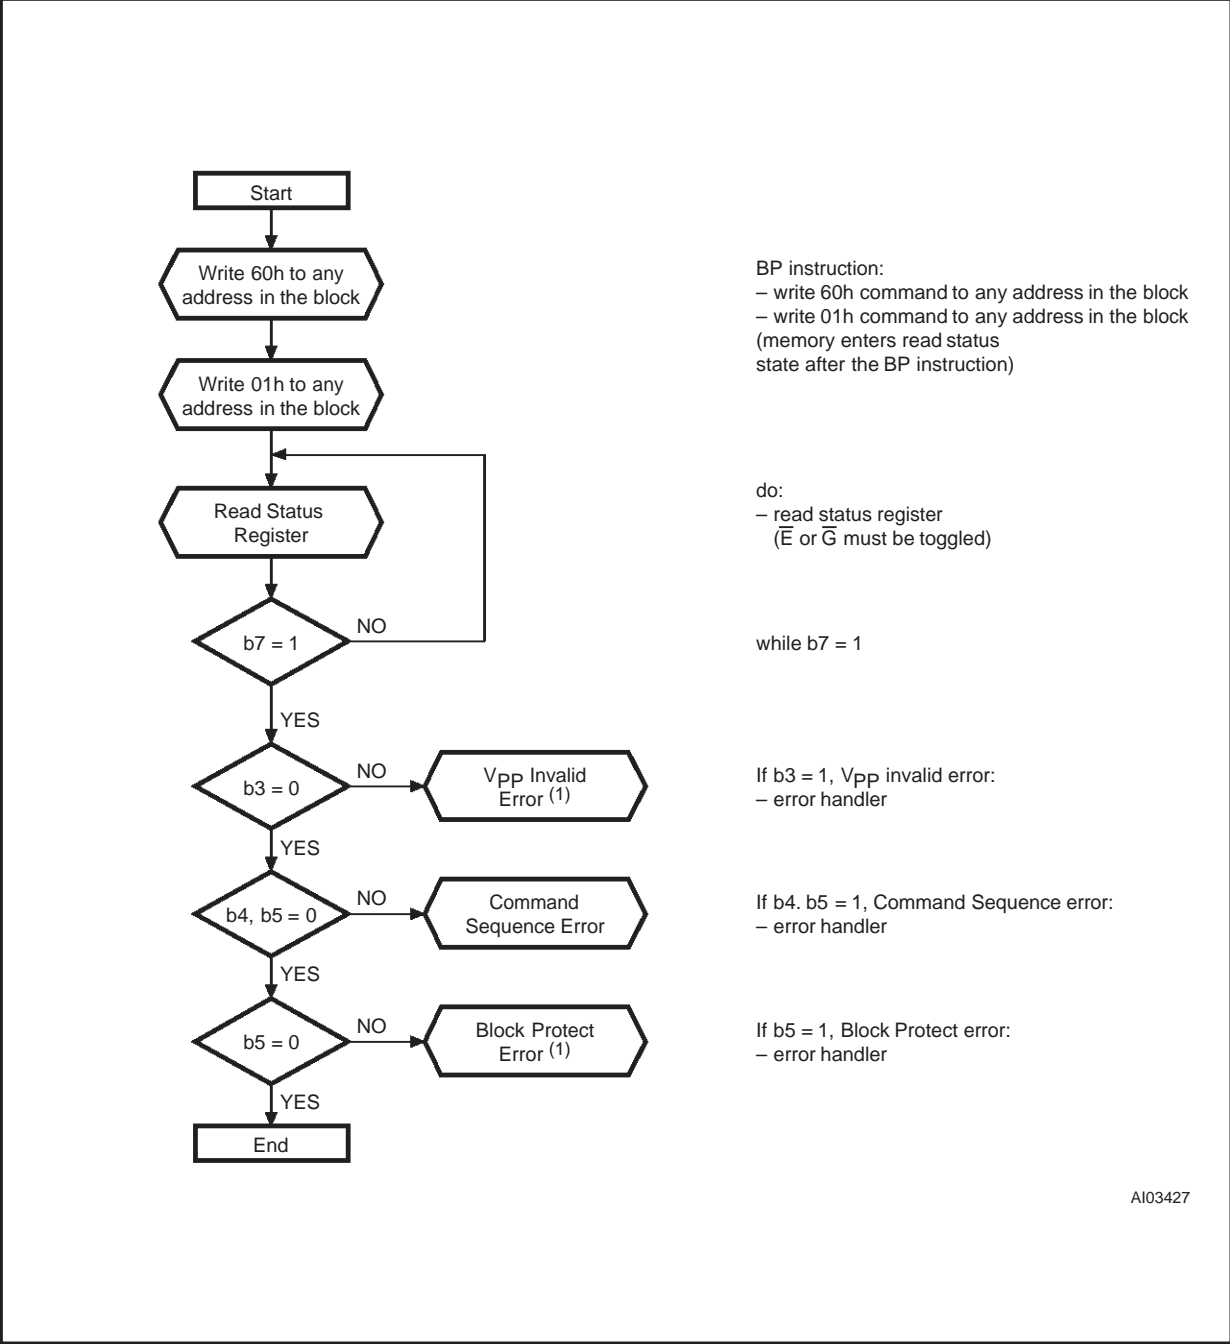 Start
Write 60h to any
address in the block
BP instruction:
– write 60h command to any address in the block
– write 01h command to any address in the block
(memory enters read status
state after the BP instruction)
Write 01h to any
address in the block
Read Status
Register
do:
– read status register
(E̅ or G̅ must be toggled)
b7 = 1
NO
while b7 = 1
YES
b3 = 0
NO
VPP Invalid
Error (1)
If b3 = 1, VPP invalid error:
– error handler
YES
b4, b5 = 0
NO
Command
Sequence Error
If b4. b5 = 1, Command Sequence error:
– error handler
YES
b5 = 0
NO
Block Protect
Error (1)
If b5 = 1, Block Protect error:
– error handler
YES
End
AI03427